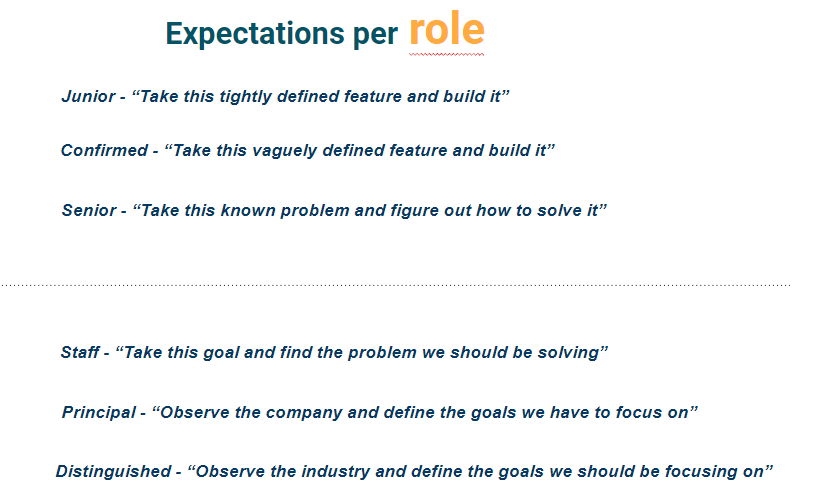 Expectations per role
Junior - “Take this tightly defined feature and build it”
Confirmed - “Take this vaguely defined feature and build it”
Senior - “Take this known problem and figure out how to solve it”
Staff - “Take this goal and find the problem we should be solving”
Principal - “Observe the company and define the goals we have to focus on”
Distinguished - “Observe the industry and define the goals we should be focusing on”